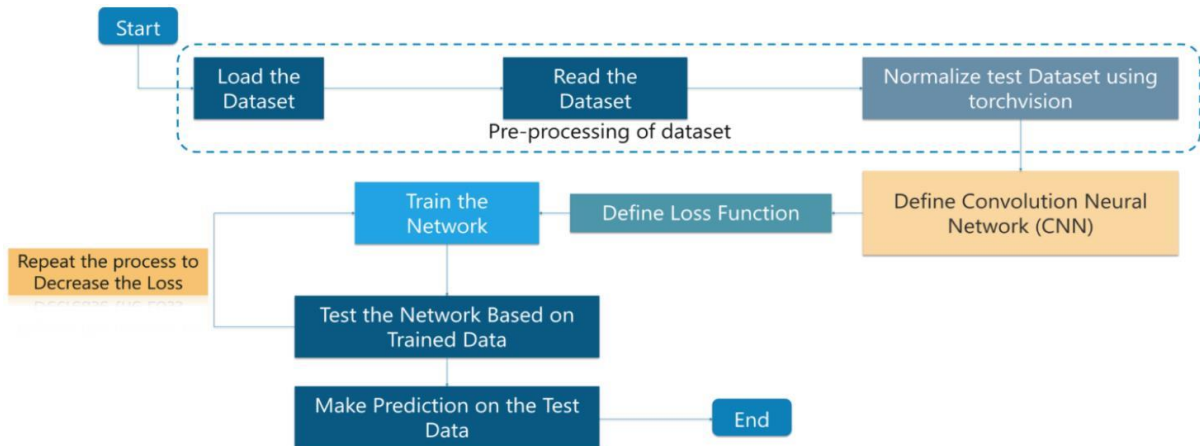 Start
Load the
Dataset
Read the
Dataset
Normalize test Dataset using
torchvision
Pre-processing of dataset
Define Convolution Neural
Network (CNN)
Define Loss Function
Train the
Network
Repeat the process to
Decrease the Loss
Test the Network Based on
Trained Data
Make Prediction on the Test
Data
End